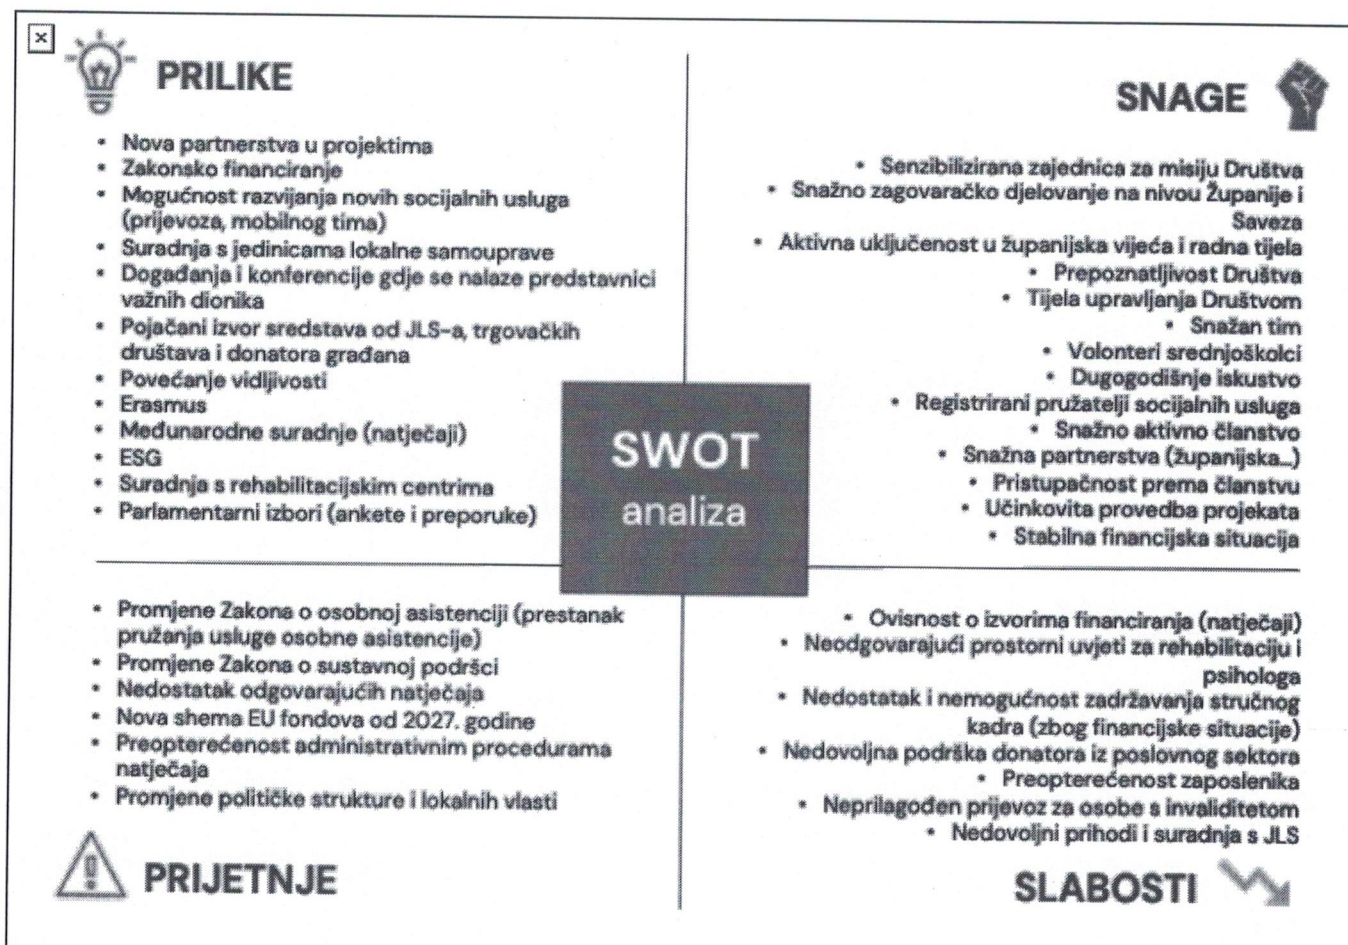 PRILIKE
• Nova partnerstva u projektima
• Zakonsko financiranje
• Mogućnost razvijanja novih socijalnih usluga
(prijevoza, mobilnog tima)
• Suradnja s jedinicama lokalne samouprave
• Događanja i konferencije gdje se nalaze predstavnici
važnih dionika
• Pojačani izvor sredstava od JLS-a, trgovačkih
društava i donatora građana
• Povećanje vidljivosti
• Erasmus
• Međunarodne suradnje (natječaji)
• ESG
• Suradnja s rehabilitacijskim centrima
• Parlamentarni izbori (ankete i preporuke)
SNAGE
• Senzibilizirana zajednica za misiju Društva
• Snažno zagovaračko djelovanje na nivou Županije i
Saveza
• Aktivna uključenost u županijska vijeća i radna tijela
• Prepoznatljivost Društva
• Tijela upravljanja Društvom
• Snažan tim
• Volonteri srednjoškolci
• Dugogodišnje iskustvo
• Registrirani pružatelji socijalnih usluga
• Snažno aktivno članstvo
• Snažna partnerstva (županijska...)
• Pristupačnost prema članstvu
• Učinkovita provedba projekata
• Stabilna financijska situacija
SWOT
analiza
• Promjene Zakona o osobnoj asistenciji (prestanak
pružanja usluge osobne asistencije)
• Promjene Zakona o sustavnoj podršci
• Nedostatak odgovarajućih natječaja
• Nova shema EU fondova od 2027. godine
• Preopterećenost administrativnim procedurama
natječaja
• Promjene političke strukture i lokalnih vlasti
PRIJETNJE
• Ovisnost o izvorima financiranja (natječaji)
• Neodgovarajući prostorni uvjeti za rehabilitaciju i
psihologa
• Nedostatak i nemogućnost zadržavanja stručnog
kadra (zbog financijske situacije)
• Nedovoljna podrška donatora iz poslovnog sektora
• Preopterećenost zaposlenika
• Neprilagođen prijevoz za osobe s invaliditetom
• Nedovoljni prihodi i suradnja s JLS
SLABOSTI